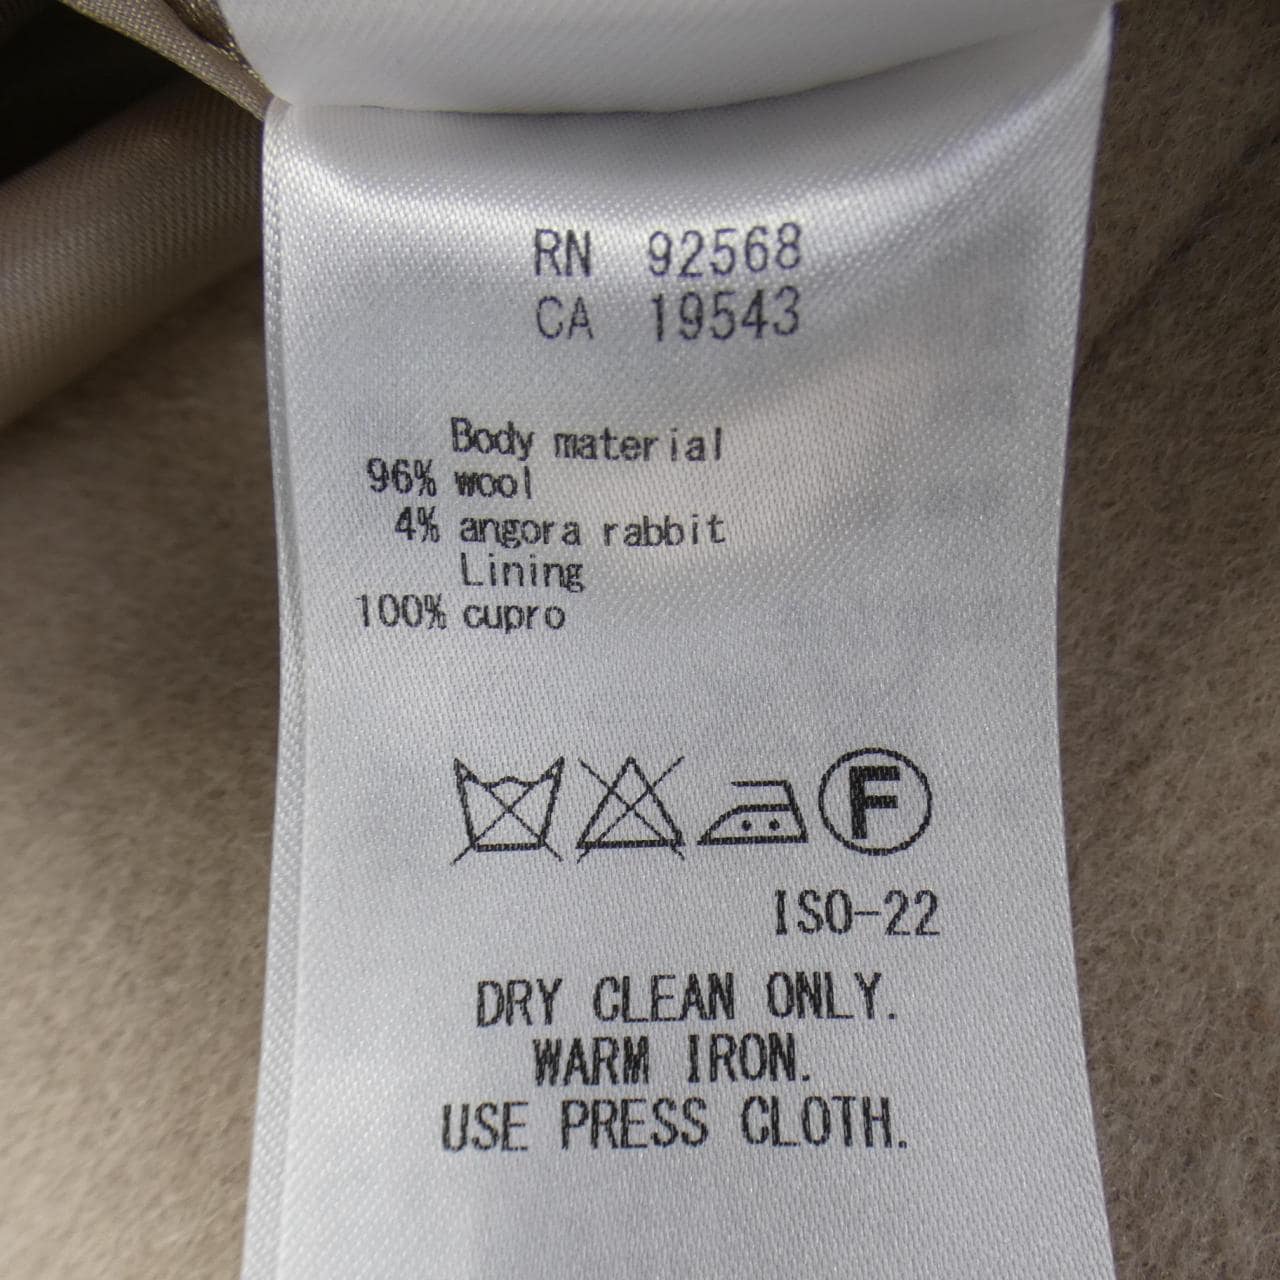 RN 92568
CA 19543
Body material
96% wool
4% angora rabbit
Lining
100% cupro
F
ISO-22
DRY CLEAN ONLY.
WARM IRON.
USE PRESS CLOTH.